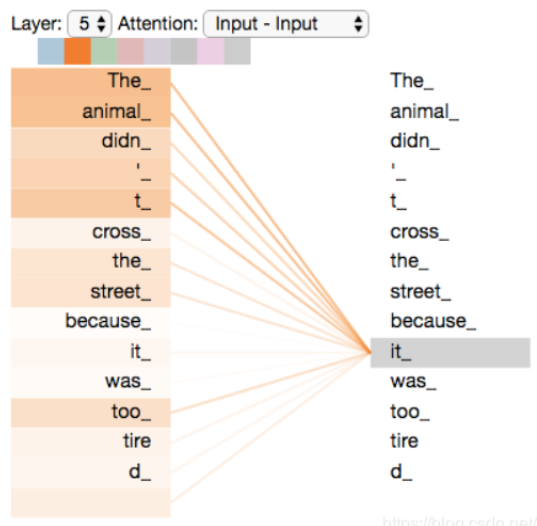 Layer: 5 Attention: Input - Input
The_ The_
animal_ animal_
didn_ didn_
'_ '_
t_ t_
cross_ cross_
the_ the_
street_ street_
because_ because_
it_ it_
was_ was_
too_ too_
tire tire
d_ d_
https://blog.csdn.net/